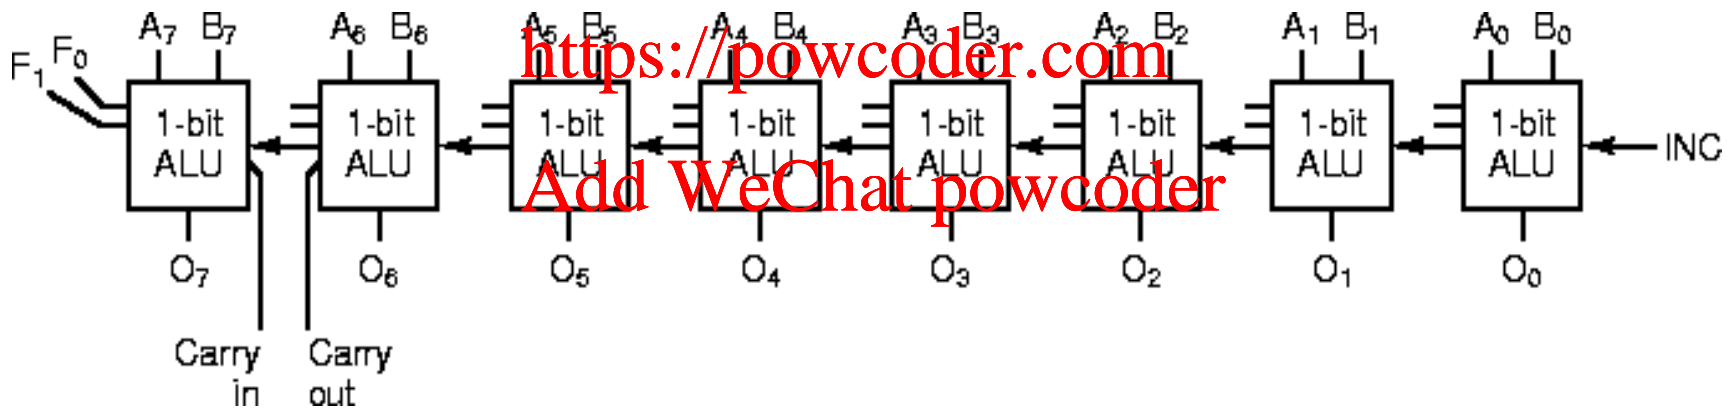 A7 B7 A6 B6 A5 B5 A4 B4 A3 B3 A2 B2 A1 B1 A0 B0
F1 F0
https://powcoder.com
1-bit ALU 1-bit ALU 1-bit ALU 1-bit ALU 1-bit ALU 1-bit ALU 1-bit ALU 1-bit ALU INC
Add WeChat powcoder
O7 O6 O5 O4 O3 O2 O1 O0
Carry in Carry out